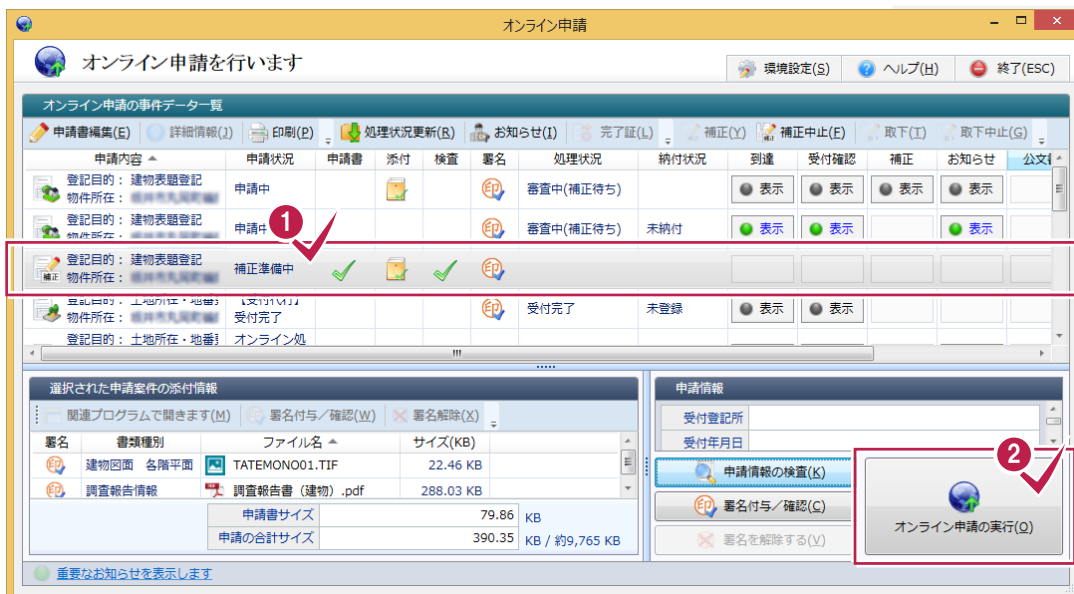 オンライン申請
オンライン申請を行います
環境設定(S) ヘルプ(H) 終了(ESC)
オンライン申請の事件データ一覧
申請書編集(E) 詳細情報(J) 印刷(P) 処理状況更新(R) お知らせ(I) 完了証(L) 補正(Y) 補正中止(F) 取下(T) 取下中止(G)
申請内容 申請状況 申請書 添付 検査 署名 処理状況 納付状況 到達 受付確認 補正 お知らせ 公文
登記目的： 建物表題登記
物件所在：
申請中 印 審査中(補正待ち) 表示 表示 表示 表示
登記目的： 建物表題登記
物件所在：
申請中 印 審査中(補正待ち) 未納付 表示 表示 表示
1
登記目的： 建物表題登記
補正 物件所在：
補正準備中 印
登記目的： 土地所在・地番
物件所在：
【受付代行】
受付完了 印 受付完了 未登録 表示 表示
登記目的： 土地所在・地番 オンライン処
選択された申請案件の添付情報
関連プログラムで開きます(M) 署名付与／確認(W) 署名解除(X)
署名 書類種別 ファイル名 サイズ(KB)
印 建物図面 各階平面 TATEMONO01.TIF 22.46 KB
印 調査報告情報 調査報告書（建物）.pdf 288.03 KB
申請書サイズ 79.86 KB
申請の合計サイズ 390.35 KB / 約9,765 KB
申請情報
受付登記所
受付年月日
2
申請情報の検査(K)
印 署名付与／確認(C)
署名を解除する(V)
オンライン申請の実行(O)
重要なお知らせを表示します